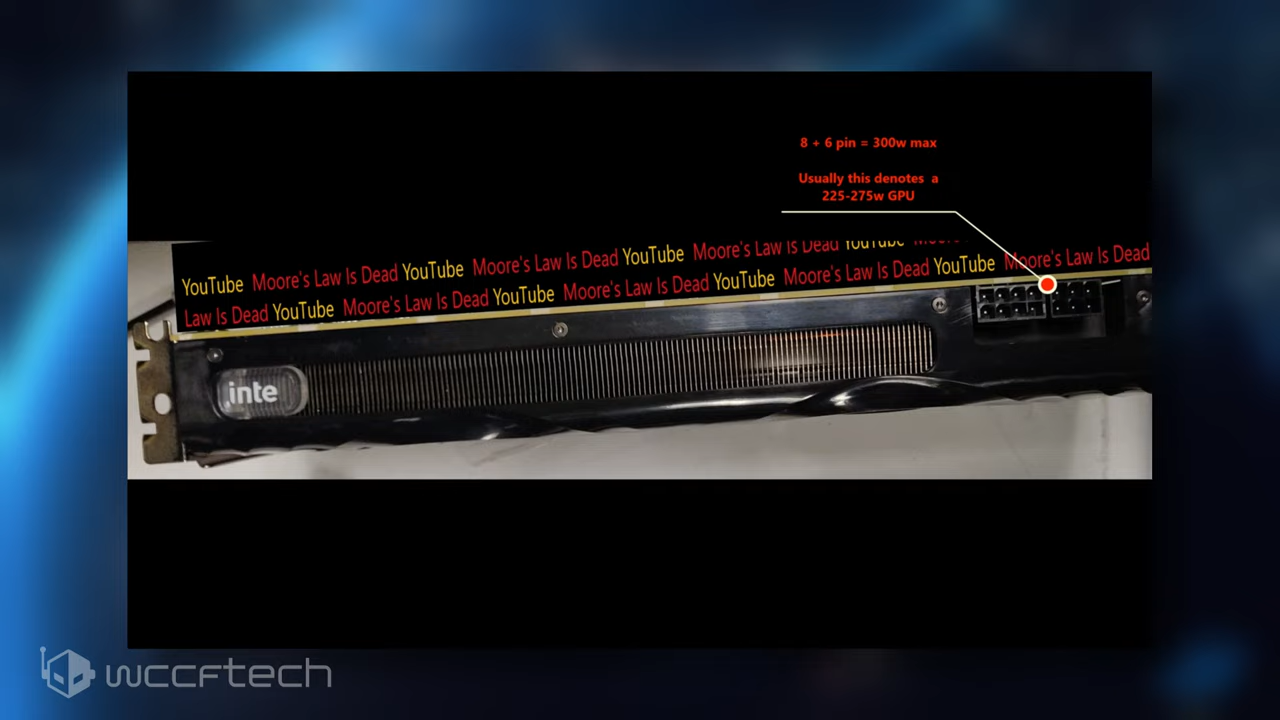 8 + 6 pin = 300w max
Usually this denotes a
225-275w GPU
YouTube Moore's Law Is Dead YouTube Moore's Law Is Dead YouTube Moore's Law Is Dead YouTube Moore's
Law Is Dead YouTube Moore's Law Is Dead YouTube Moore's Law Is Dead YouTube Moore's Law Is Dead YouTube Moore's Law Is Dead
inte
wccftech